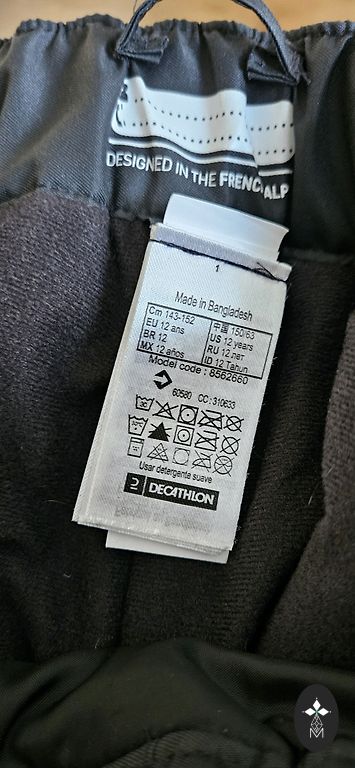 DESIGNED IN THE FRENCH ALP
1
Made in Bangladesh
Cm 143-152
EU 12 ans
BR 12
MX 12 años
中国 150/63
US 12 years
RU 12 лет
ID 12 Tahun
Model code : 8562660
60580 CC : 310633
Usar detergente suave
DECATHLON
M